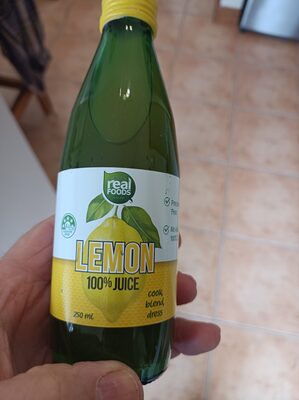 real
FOODS
LEMON
100% JUICE
cook,
blend,
dress
250 mL